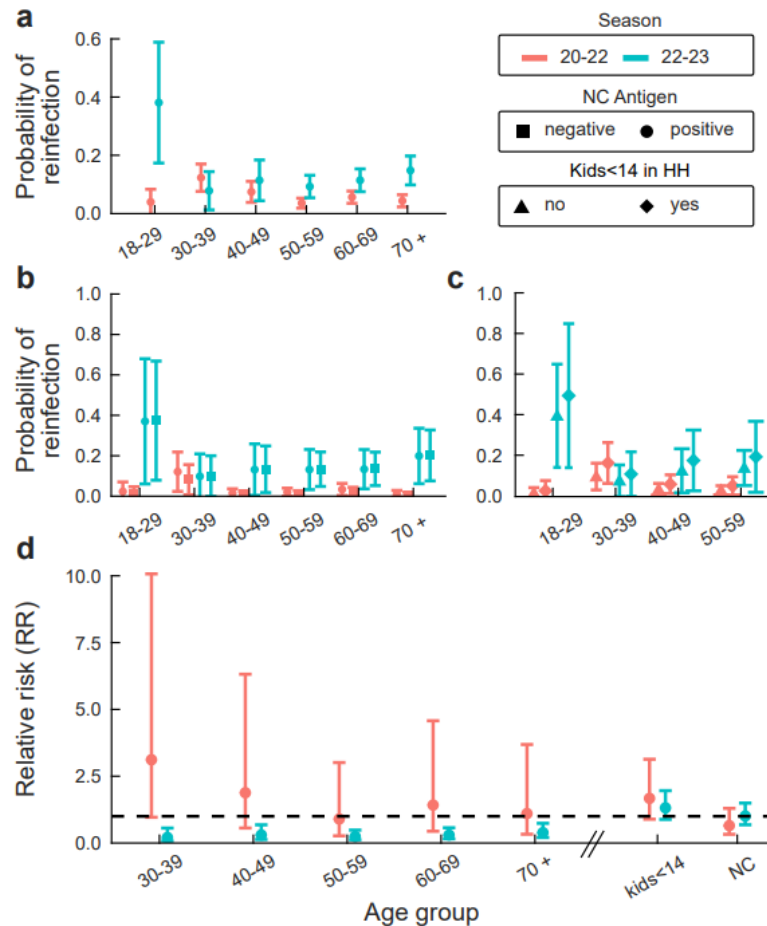 a
Probability of
reinfection
0.6
0.4
0.2
0.0
18-29
30-39
40-49
50-59
60-69
70 +
Season
20-22
22-23
NC Antigen
negative
positive
Kids<14 in HH
no
yes
b
Probability of
reinfection
1.0
0.8
0.6
0.4
0.2
0.0
18-29
30-39
40-49
50-59
60-69
70 +
c
1.0
0.8
0.6
0.4
0.2
0.0
18-29
30-39
40-49
50-59
d
Relative risk (RR)
10.0
7.5
5.0
2.5
0.0
30-39
40-49
50-59
60-69
70 +
kids<14
NC
Age group